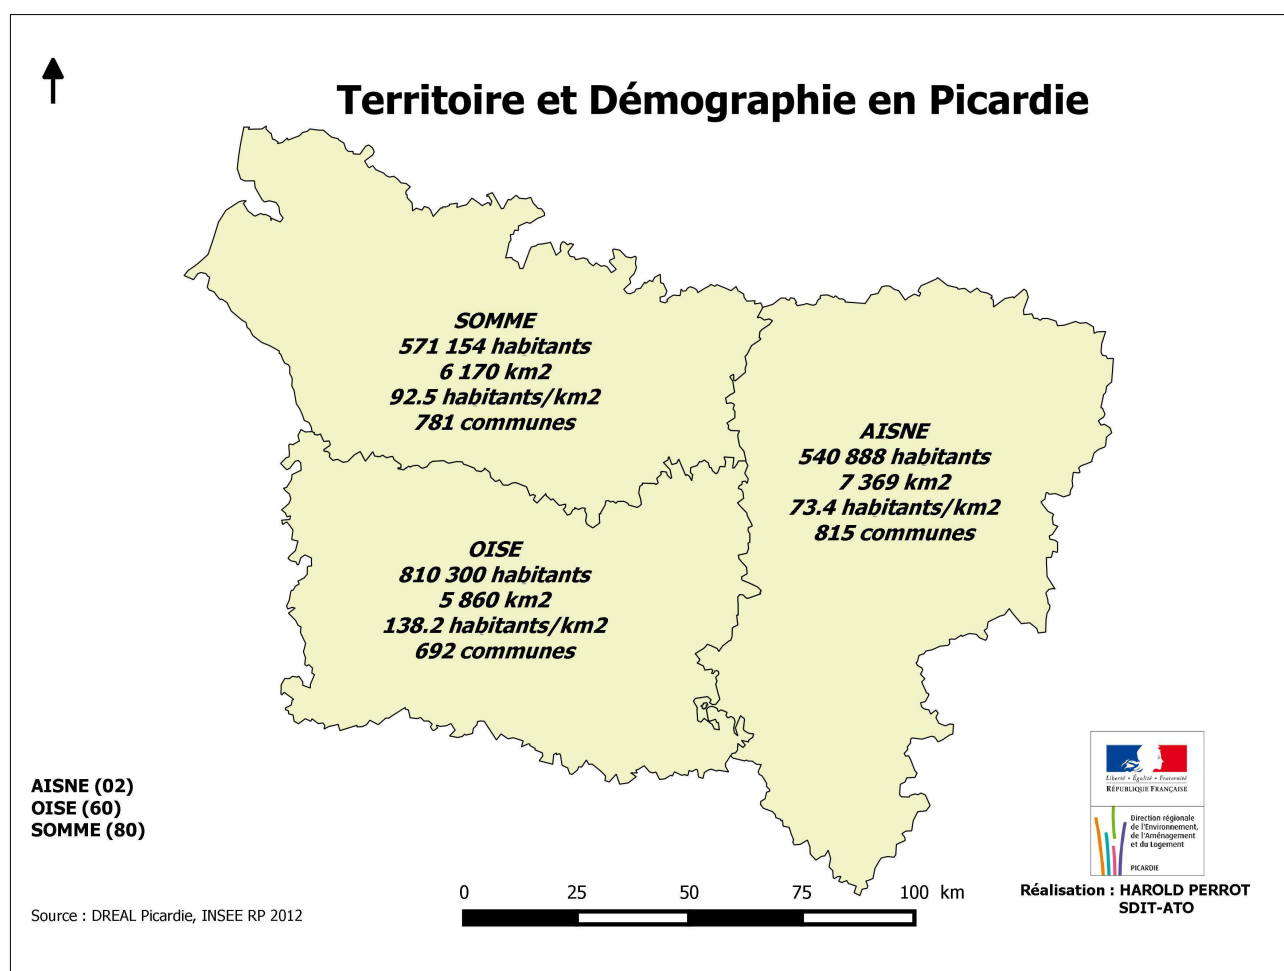 Territoire et Démographie en Picardie
SOMME
571 154 habitants
6 170 km2
92.5 habitants/km2
781 communes
AISNE
540 888 habitants
7 369 km2
73.4 habitants/km2
815 communes
OISE
810 300 habitants
5 860 km2
138.2 habitants/km2
692 communes
AISNE (02)
OISE (60)
SOMME (80)
Liberté • Égalité • Fraternité
RÉPUBLIQUE FRANÇAISE
Direction régionale
de l'Environnement,
de l'Aménagement
et du Logement
PICARDIE
0 25 50 75 100 km
Réalisation : HAROLD PERROT
SDIT-ATO
Source : DREAL Picardie, INSEE RP 2012